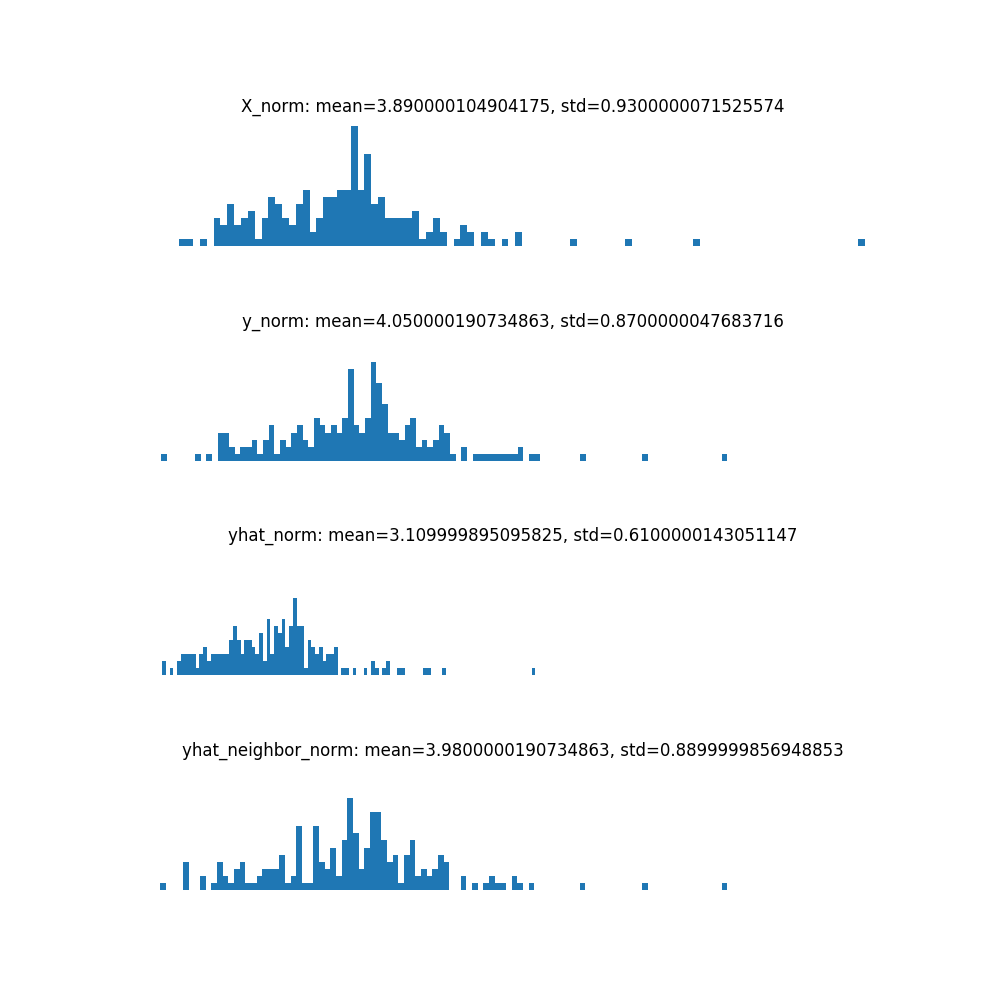 X_norm: mean=3.890000104904175, std=0.9300000071525574
y_norm: mean=4.050000190734863, std=0.8700000047683716
yhat_norm: mean=3.109999895095825, std=0.6100000143051147
yhat_neighbor_norm: mean=3.9800000190734863, std=0.8899999856948853